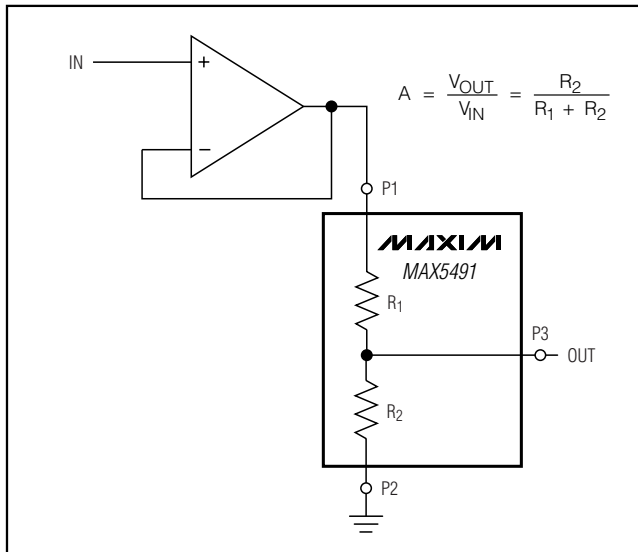 IN
+
−
A = V_OUT / V_IN = R_2 / (R_1 + R_2)
P1
MAXIM
MAX5491
R1
P3
OUT
R2
P2